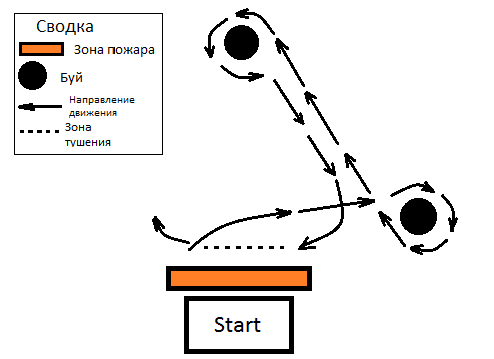 Сводка
Зона пожара
Буй
Направление
движения
Зона
тушения
Start